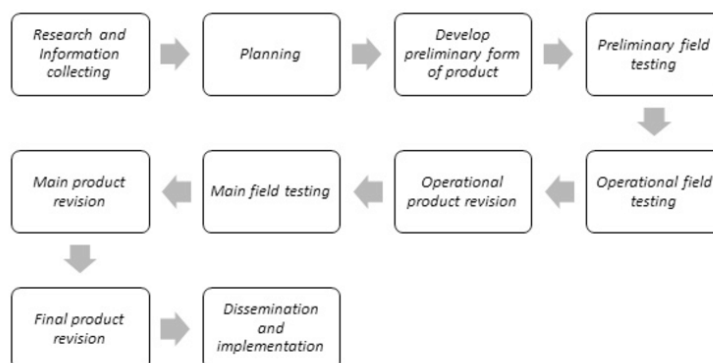 Research and
Information
collecting
Planning
Develop
preliminary form
of product
Preliminary field
testing
Operational field
testing
Operational
product revision
Main field testing
Main product
revision
Final product
revision
Dissemination
and
implementation